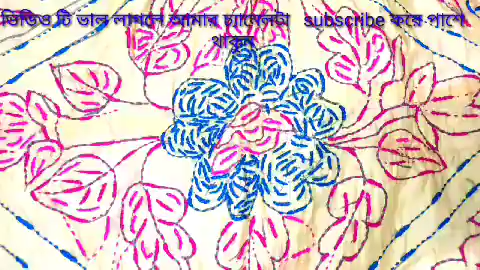 ভিডিও টি ভাল লাগলে আমার চ্যানেলটা subscribe করে পাশে
থাকুন